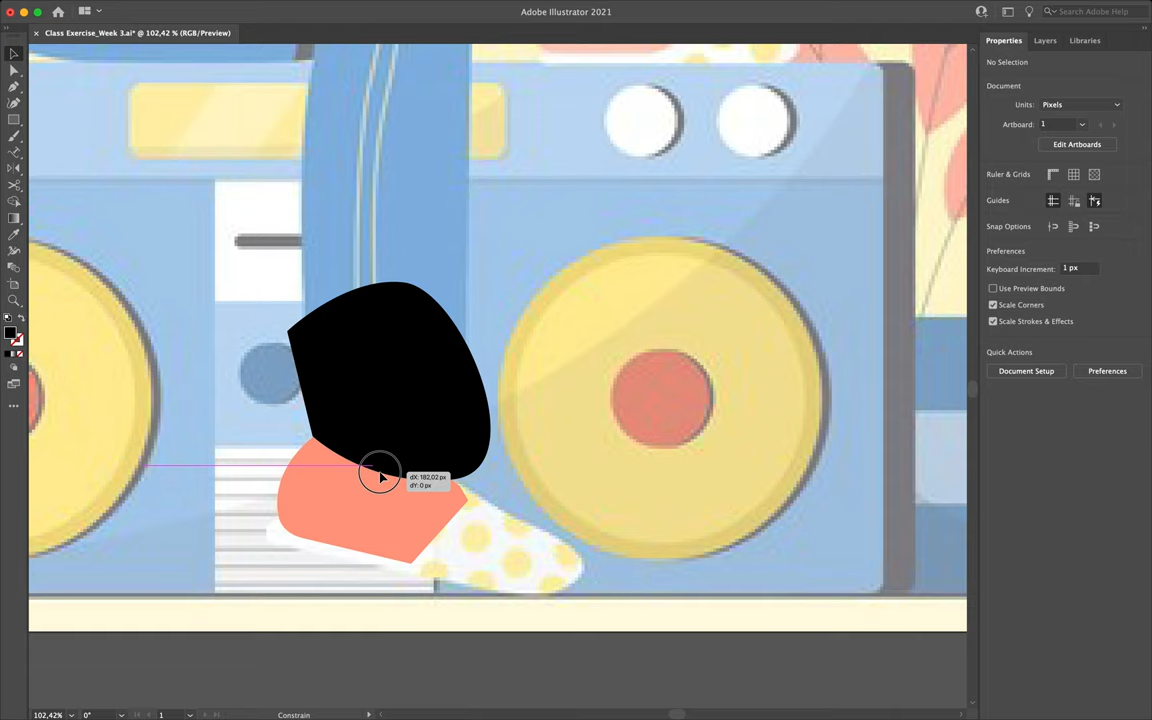 Adobe Illustrator 2021
Search Adobe Help
× Class Exercise_Week 3.ai* @ 102,42 % (RGB/Preview)
Properties Layers Libraries
No Selection
Document
Units: Pixels
Artboard: 1
Edit Artboards
Ruler & Grids
Guides
Snap Options
Preferences
Keyboard Increment: 1 px
Use Preview Bounds
Scale Corners
Scale Strokes & Effects
Quick Actions
Document Setup Preferences
dX: 182,02 px
dY: 0 px
102,42% 0° 1 Constrain